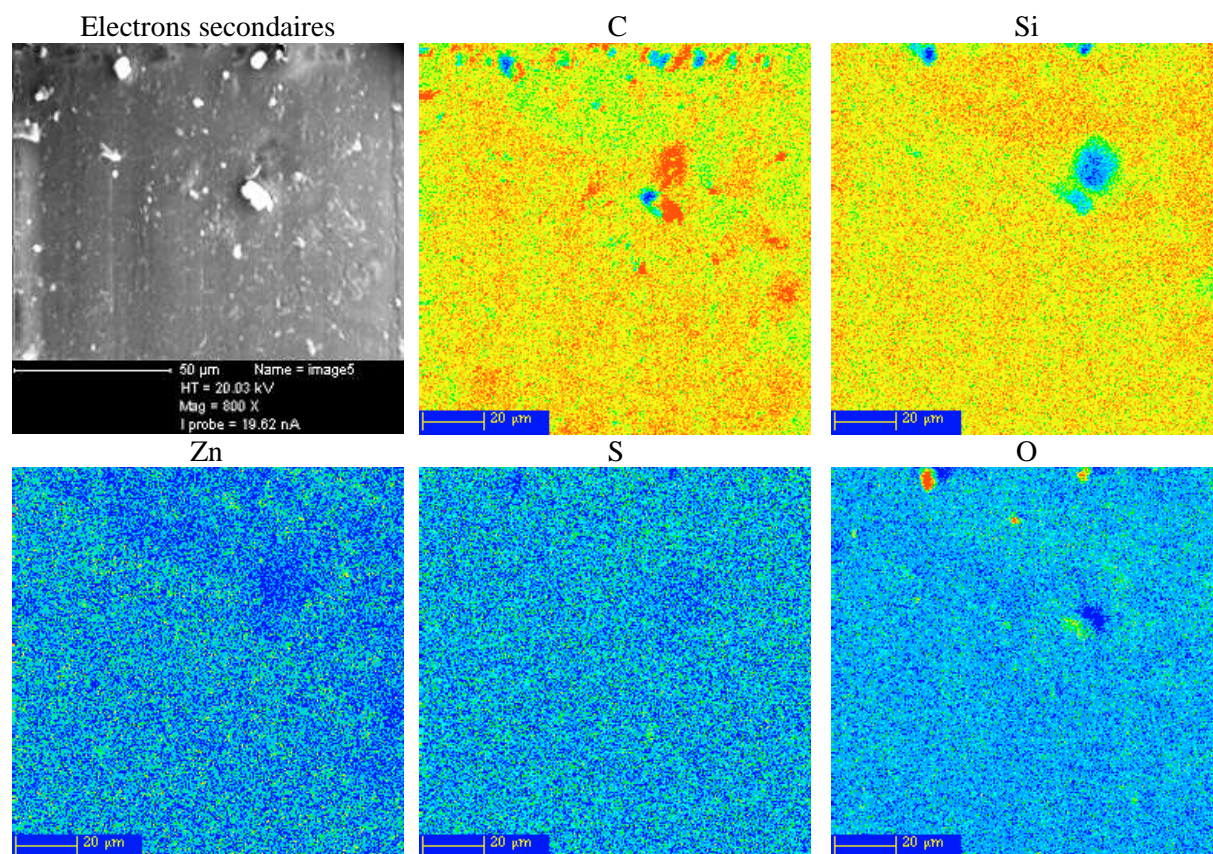 Electrons secondaires
C
Si
50 µm Name = image5
HT = 20.03 kV
Mag = 800 X
I probe = 19.62 nA
20 µm
20 µm
Zn
S
O
20 µm
20 µm
20 µm